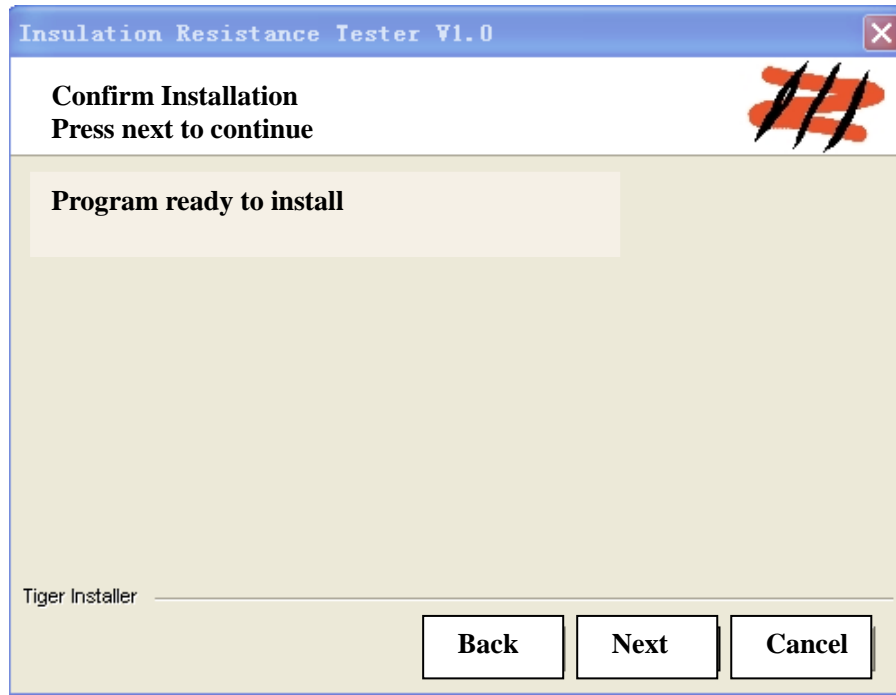 Insulation Resistance Tester V1.0
Confirm Installation
Press next to continue
Program ready to install
Tiger Installer
Back Next Cancel